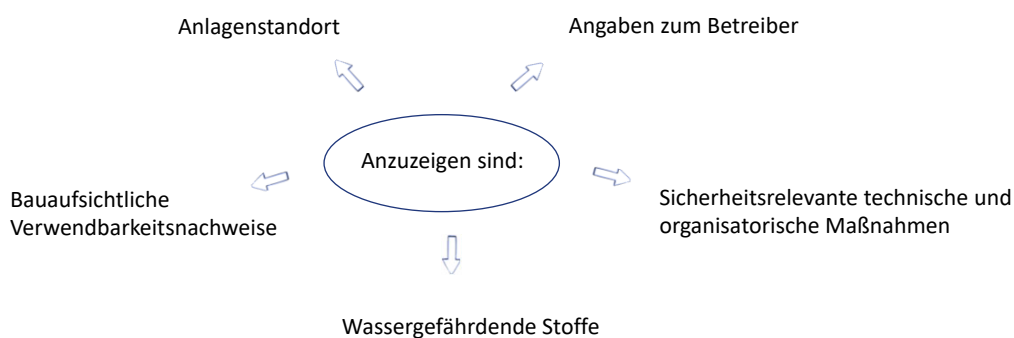 Anlagenstandort
Angaben zum Betreiber
Anzuzeigen sind:
Bauaufsichtliche
Verwendbarkeitsnachweise
Sicherheitsrelevante technische und
organisatorische Maßnahmen
Wassergefährdende Stoffe